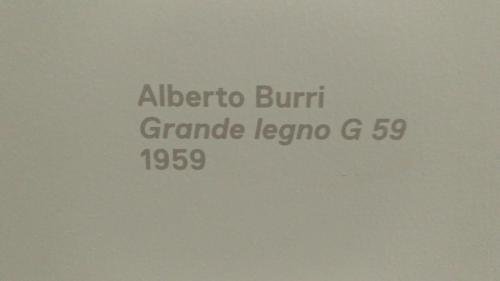 Alberto Burri
Grande legno G 59
1959